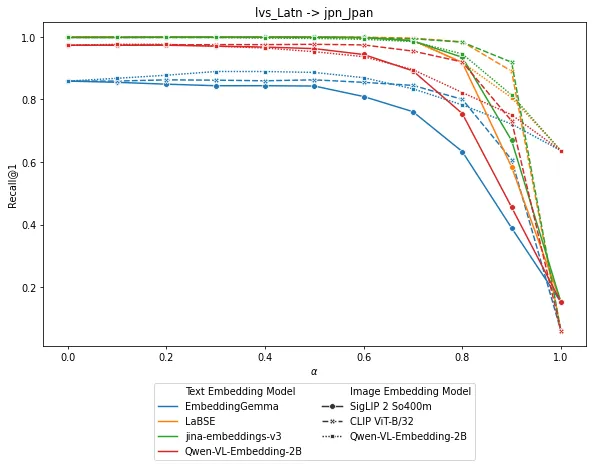 lvs_Latn -> jpn_Jpan
Recall@1
1.0
0.8
0.6
0.4
0.2
0.0 0.2 0.4 0.6 0.8 1.0
α
Text Embedding Model
EmbeddingGemma
LaBSE
jina-embeddings-v3
Qwen-VL-Embedding-2B
Image Embedding Model
SigLIP 2 So400m
CLIP ViT-B/32
Qwen-VL-Embedding-2B